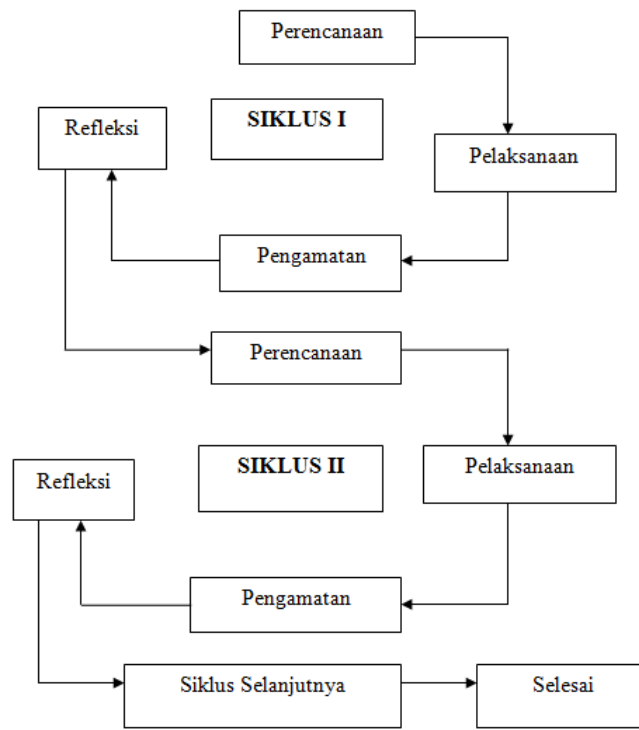 Perencanaan
Refleksi
SIKLUS I
Pelaksanaan
Pengamatan
Perencanaan
Refleksi
SIKLUS II
Pelaksanaan
Pengamatan
Siklus Selanjutnya
Selesai